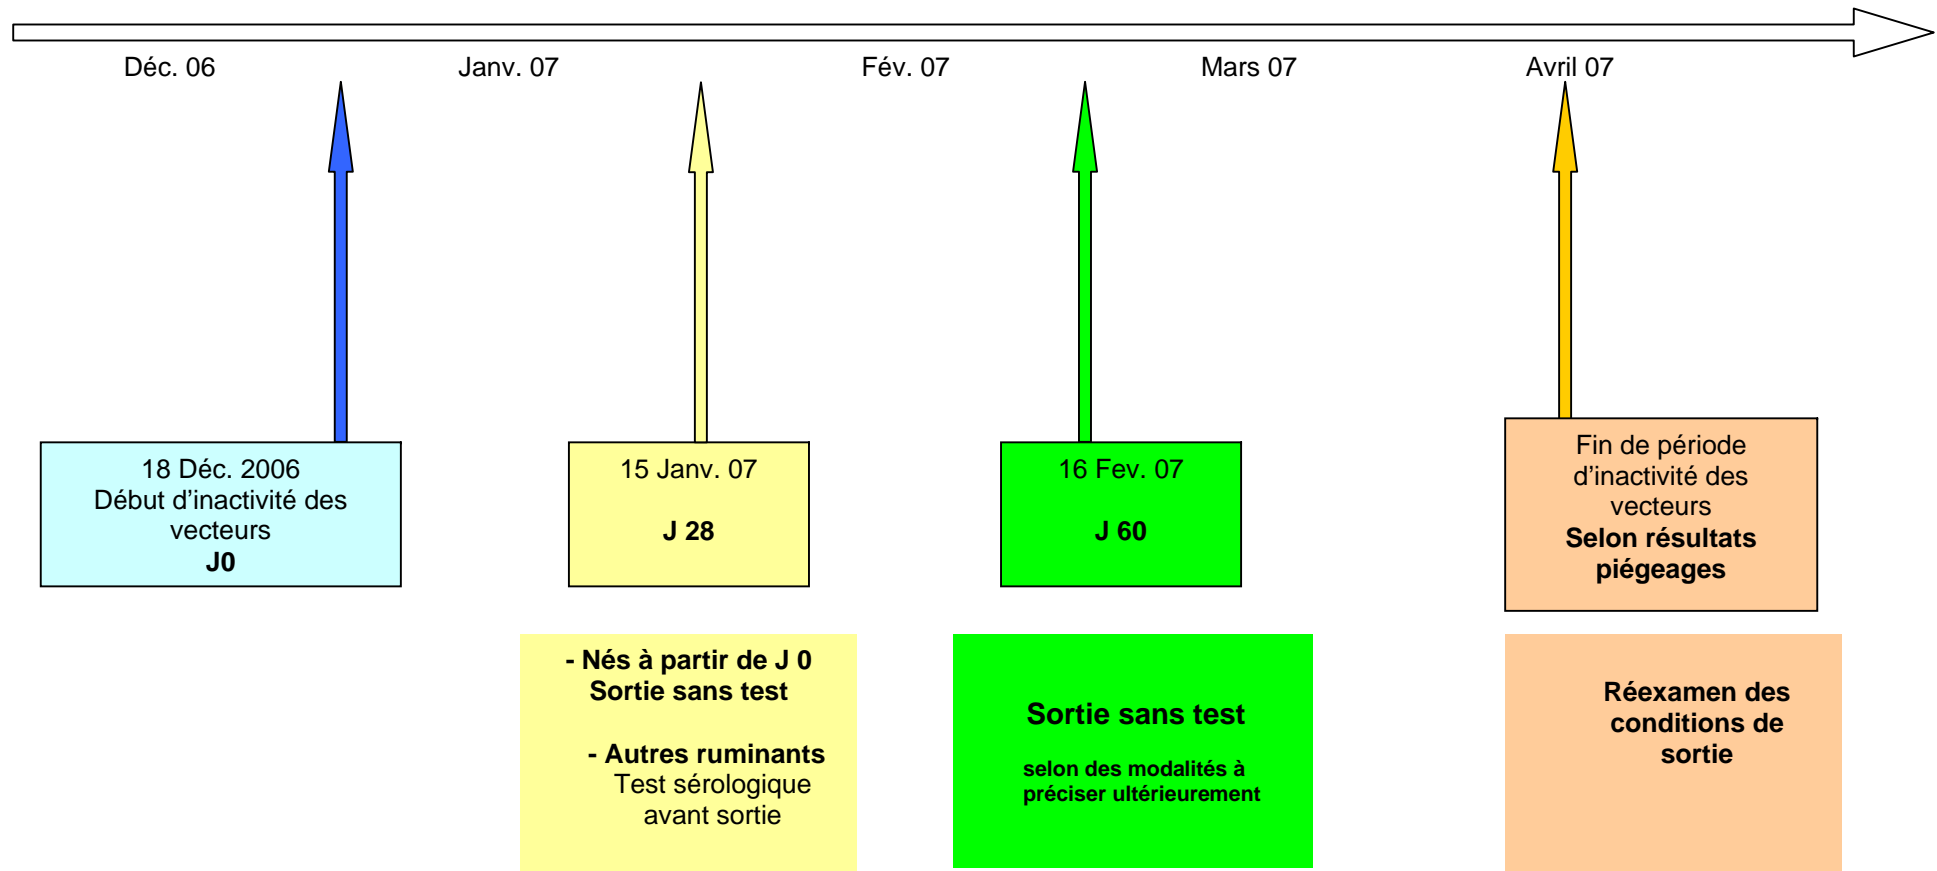 Déc. 06
Janv. 07
Fév. 07
Mars 07
Avril 07
18 Déc. 2006
Début d'inactivité des
vecteurs
J0
15 Janv. 07
J 28
16 Fev. 07
J 60
Fin de période
d'inactivité des
vecteurs
Selon résultats
piégeages
- Nés à partir de J 0
Sortie sans test
- Autres ruminants
Test sérologique
avant sortie
Sortie sans test
selon des modalités à
préciser ultérieurement
Réexamen des
conditions de
sortie